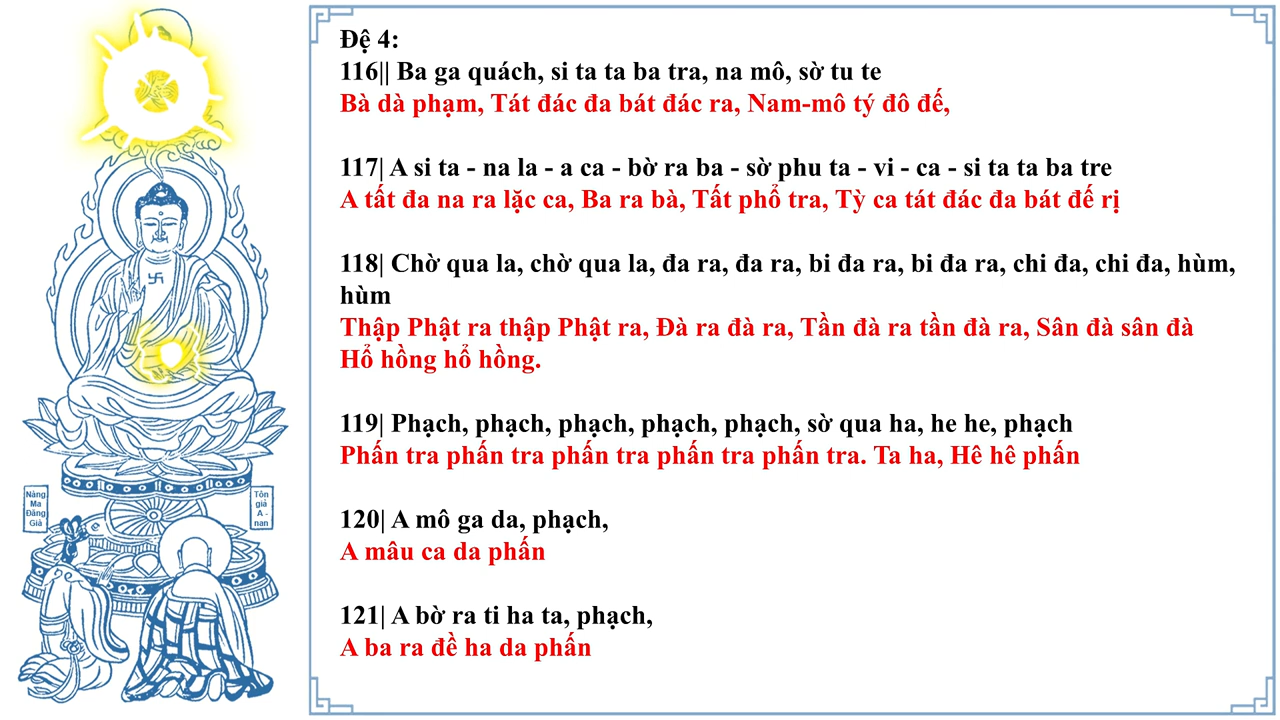 Đệ 4:
116|| Ba ga quách, si ta ta ba tra, na mô, sờ tu te
Bà dà phạm, Tát đác đa bát đác ra, Nam-mô tý đô đế,
117| A si ta - na la - a ca - bờ ra ba - sờ phu ta - vi - ca - si ta ta ba tre
A tất đa na ra lặc ca, Ba ra bà, Tất phổ tra, Tỳ ca tát đác đa bát đế rị
118| Chờ qua la, chờ qua la, đa ra, đa ra, bi đa ra, bi đa ra, chi đa, chi đa, hùm,
hùm
Thập Phật ra thập Phật ra, Đà ra đà ra, Tần đà ra tần đà ra, Sân đà sân đà
Hổ hồng hổ hồng.
119| Phạch, phạch, phạch, phạch, phạch, sờ qua ha, he he, phạch
Phấn tra phấn tra phấn tra phấn tra phấn tra. Ta ha, Hê hê phấn
120| A mô ga da, phạch,
A mâu ca da phấn
121| A bờ ra ti ha ta, phạch,
A ba ra đề ha da phấn
Nàng
Ma
Đăng
Già
Tôn
giả
A -
nan